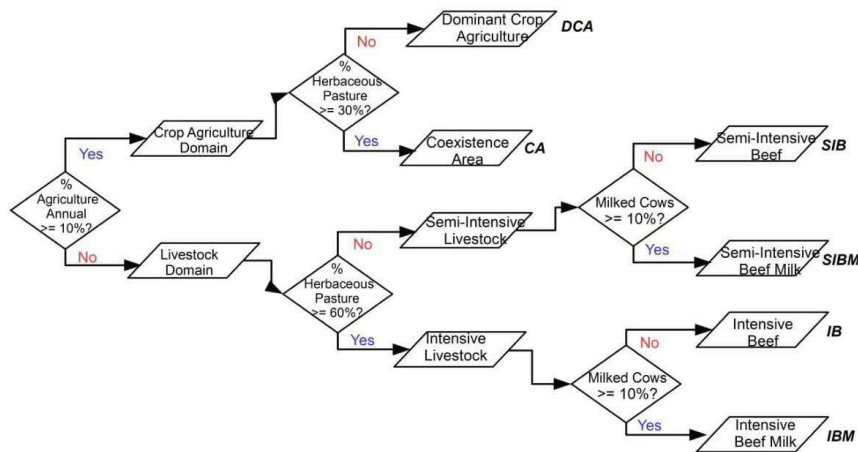 No
Dominant Crop
Agriculture
DCA
%
Herbaceous
Pasture
>= 30%?
Yes
Coexistence
Area
CA
Yes
Crop Agriculture
Domain
%
Agriculture
Annual
>= 10%?
No
Livestock
Domain
No
Semi-Intensive
Livestock
%
Herbaceous
Pasture
>= 60%?
Yes
Intensive
Livestock
No
Semi-Intensive
Beef
SIB
Milked Cows
>= 10%?
Yes
Semi-Intensive
Beef Milk
SIBM
No
Intensive
Beef
IB
Milked Cows
>= 10%?
Yes
Intensive
Beef Milk
IBM